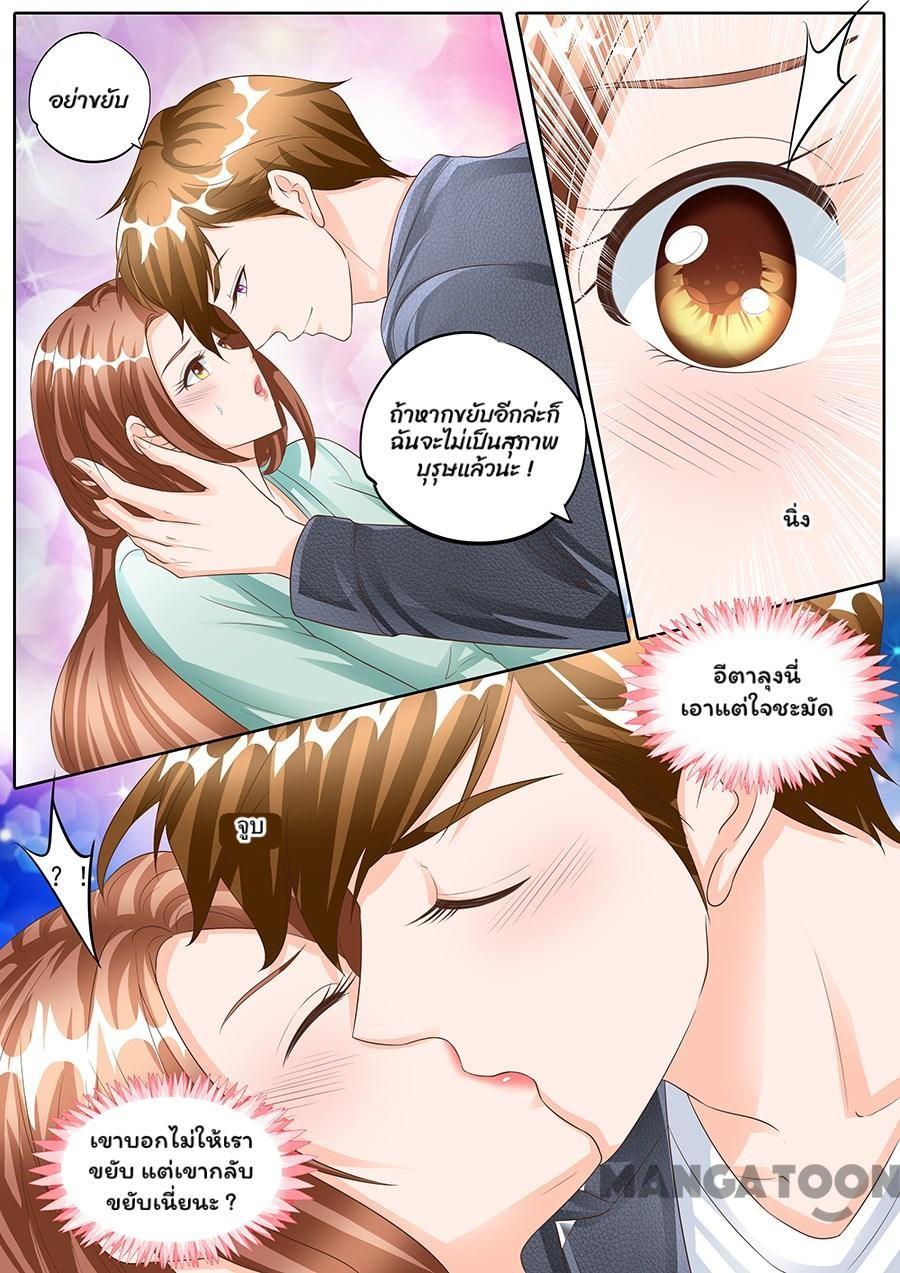 อย่าขยับ
ถ้าหากขยับอีกล่ะก็
ฉันจะไม่เป็นสุภาพ
บุรุษแล้วนะ !
นิ่ง
อีตาลุงนี่
เอาแต่ใจชะมัด
จูบ
? !
เขาบอกไม่ให้เรา
ขยับ แต่เขากลับ
ขยับเนี่ยนะ ?
MANGATOON